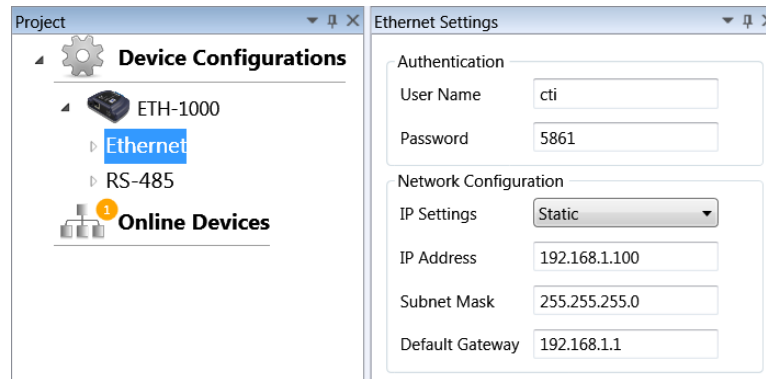 Project
Device Configurations
ETH-1000
Ethernet
RS-485
1
Online Devices
Ethernet Settings
Authentication
User Name cti
Password 5861
Network Configuration
IP Settings Static
IP Address 192.168.1.100
Subnet Mask 255.255.255.0
Default Gateway 192.168.1.1